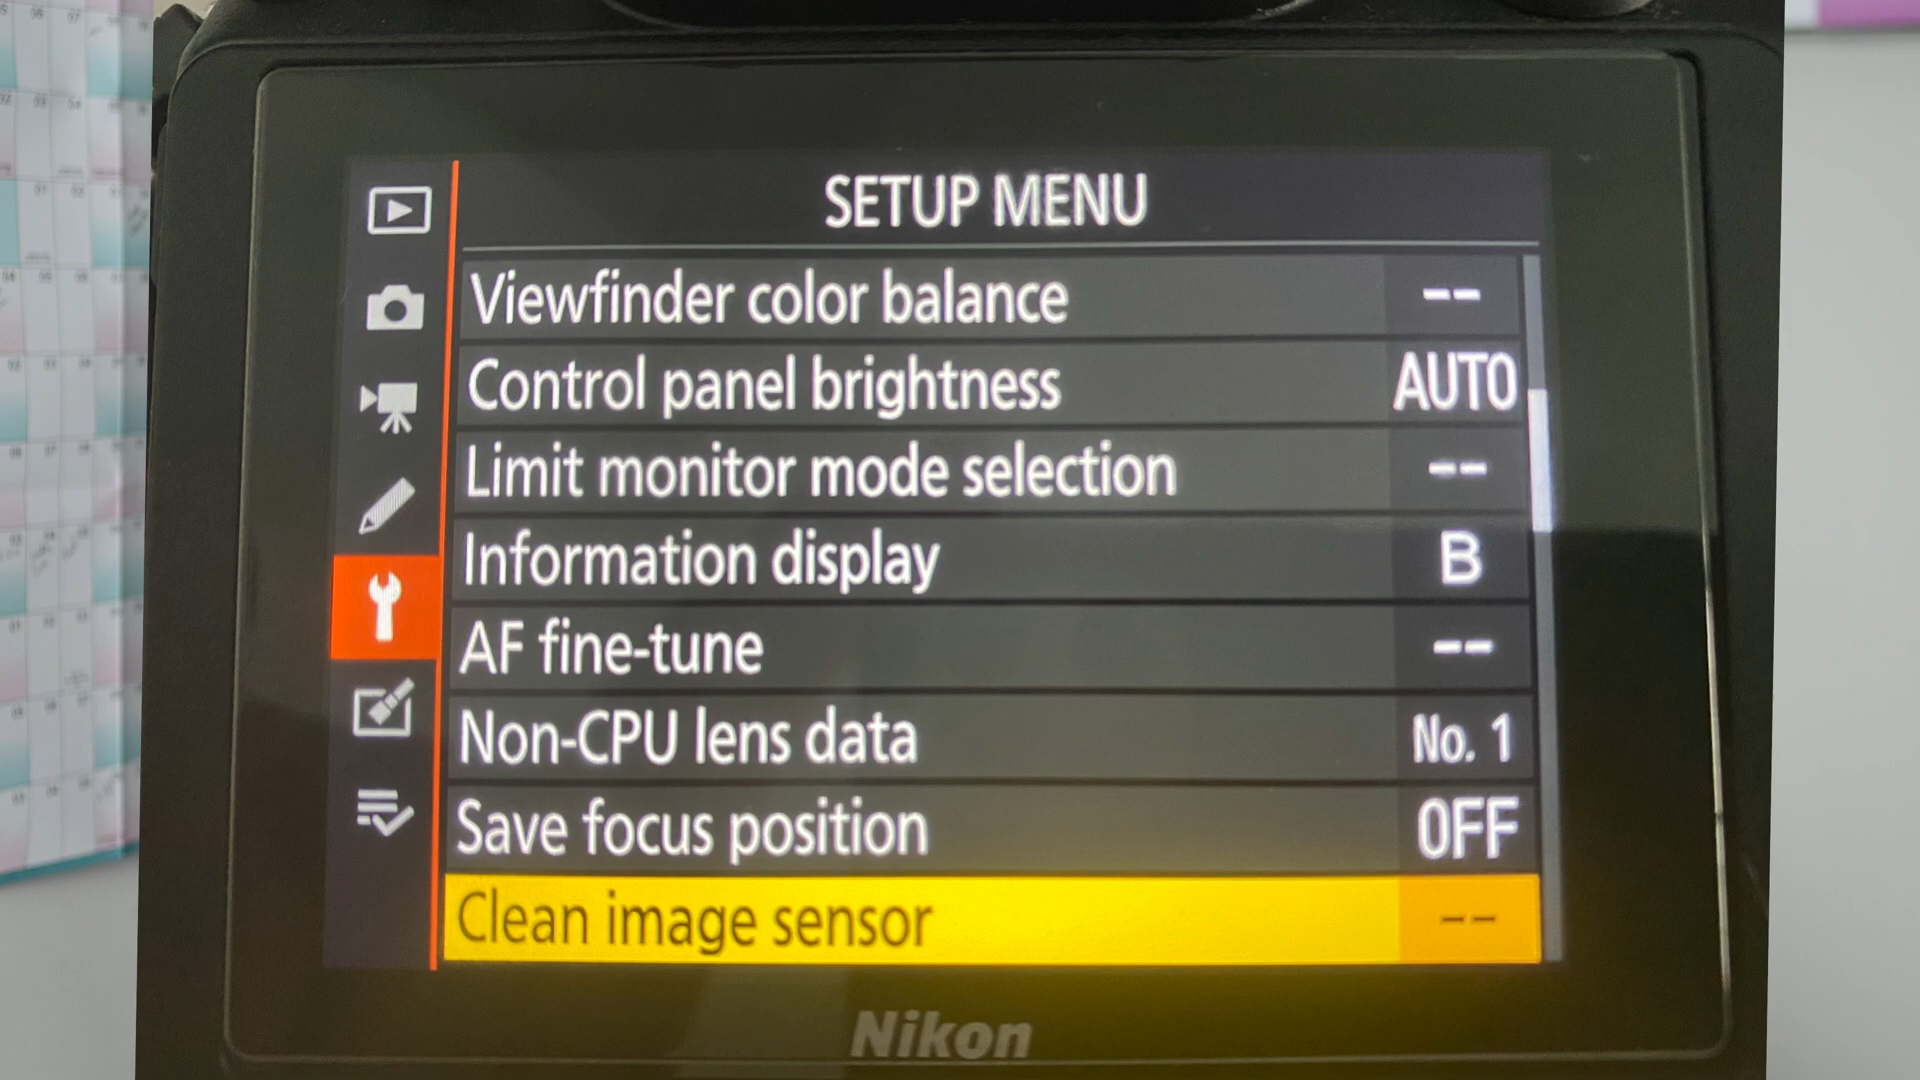 SETUP MENU
Viewfinder color balance --
Control panel brightness AUTO
Limit monitor mode selection --
Information display B
AF fine-tune --
Non-CPU lens data No. 1
Save focus position OFF
Clean image sensor --
Nikon